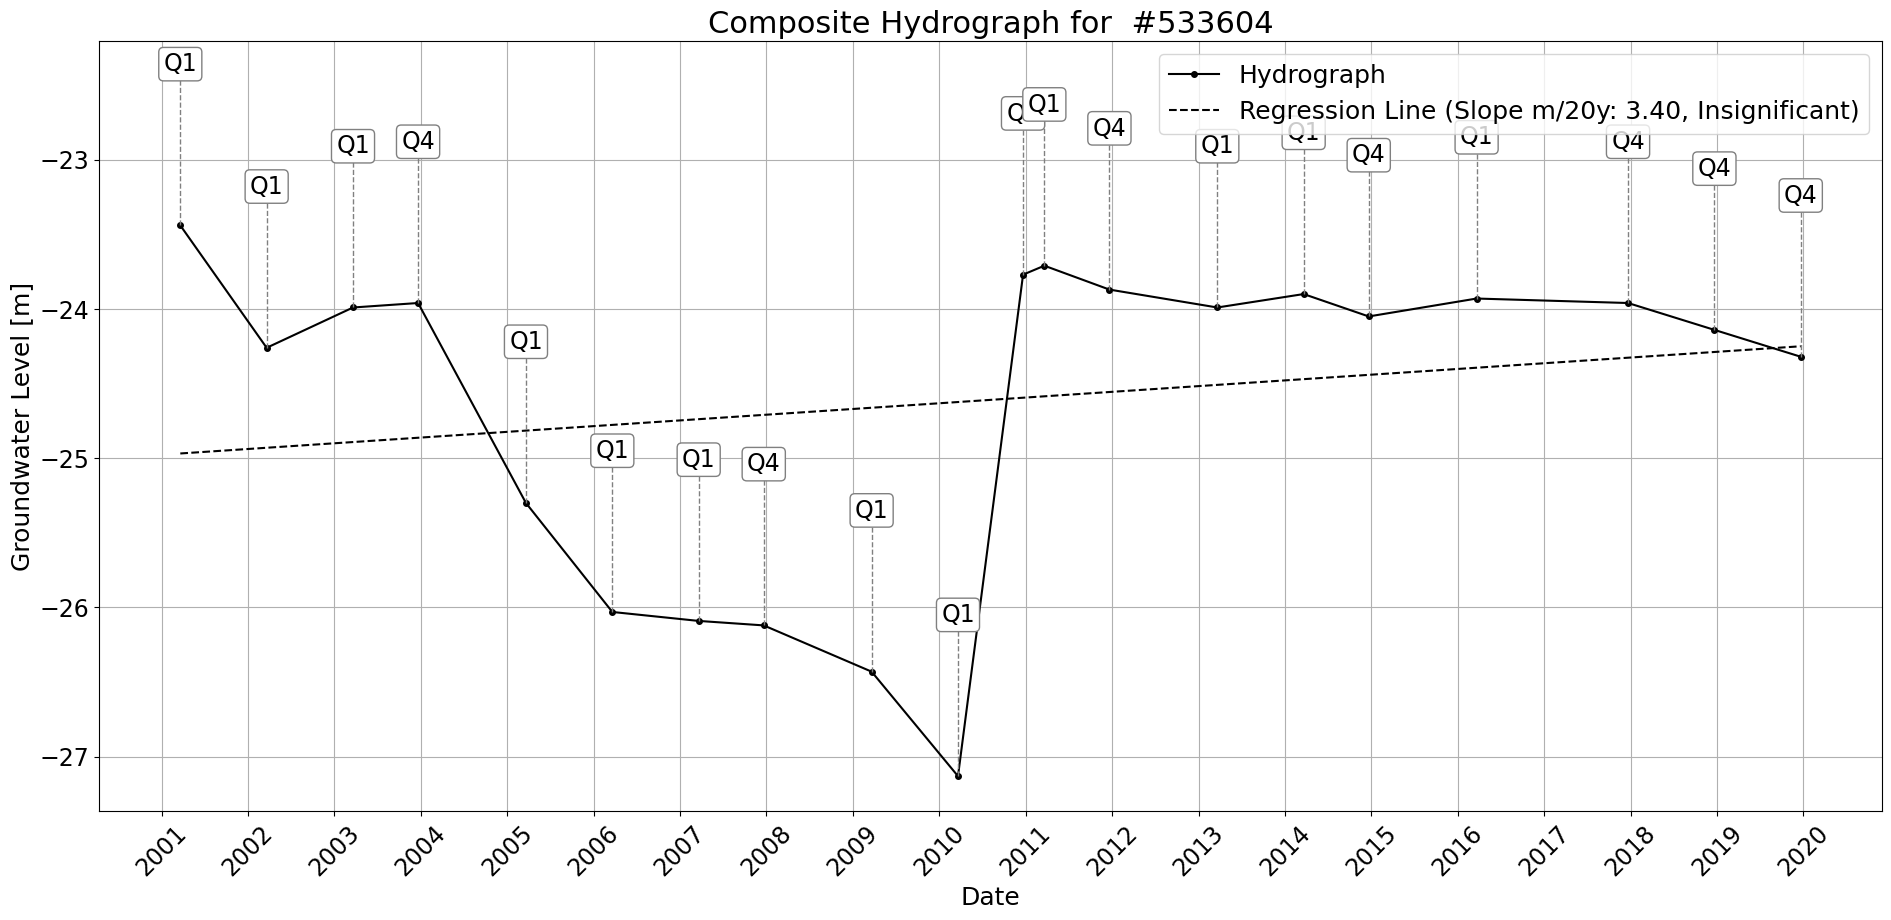 Composite Hydrograph for #533604
Hydrograph
Regression Line (Slope m/20y: 3.40, Insignificant)
Q1
Q1
Q1
Q4
Q1
Q1
Q1
Q4
Q1
Q1
Q1
Q4
Q1
Q1
Q4
Q1
Q4
Q4
Q4
Groundwater Level [m]
−23
−24
−25
−26
−27
2001
2002
2003
2004
2005
2006
2007
2008
2009
2010
2011
2012
2013
2014
2015
2016
2017
2018
2019
2020
Date